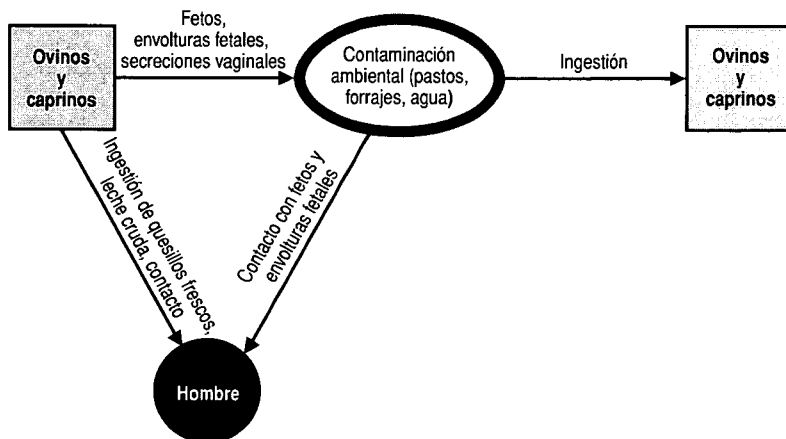 Fetos,
envolturas fetales,
secreciones vaginales
Ovinos
y
caprinos
Contaminación
ambiental (pastos,
forrajes, agua)
Ingestión
Ovinos
y
caprinos
Ingestión de quesillos frescos,
leche cruda, contacto
Contacto con fetos y
envolturas fetales
Hombre